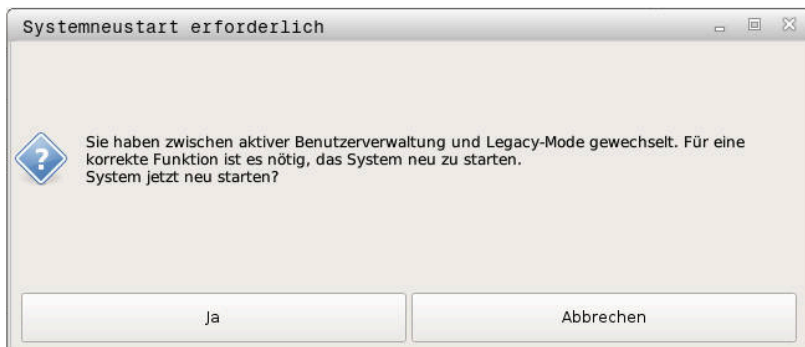 Systemneustart erforderlich
Sie haben zwischen aktiver Benutzerverwaltung und Legacy-Mode gewechselt. Für eine
korrekte Funktion ist es nötig, das System neu zu starten.
System jetzt neu starten?
Ja
Abbrechen